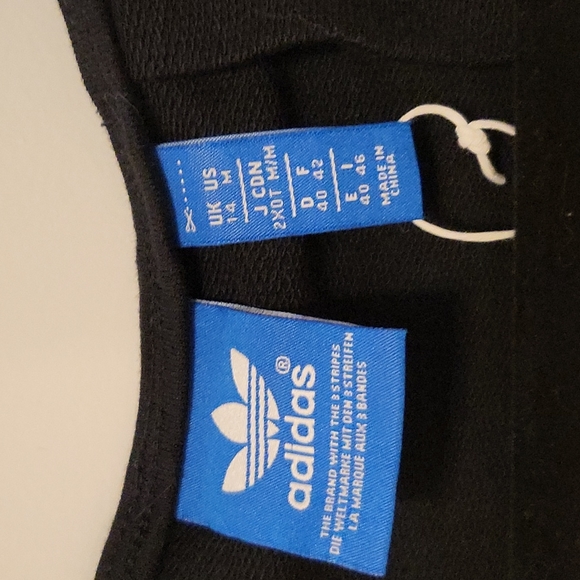 UK US
14 M
J CDN
2XOT M/M
D F
40 42
E I
40 46
MADE IN
CHINA
adidas®
THE BRAND WITH THE 3 STRIPES
DIE WELTMARKE MIT DEN 3 STREIFEN
LA MARQUE AUX 3 BANDES